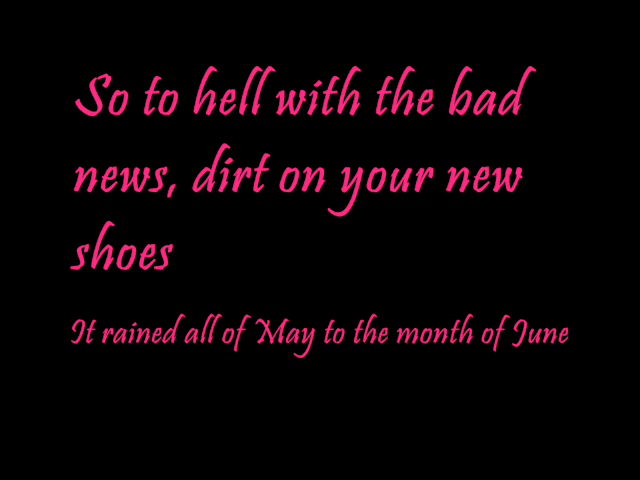 So to hell with the bad
news, dirt on your new
shoes
It rained all of May to the month of June